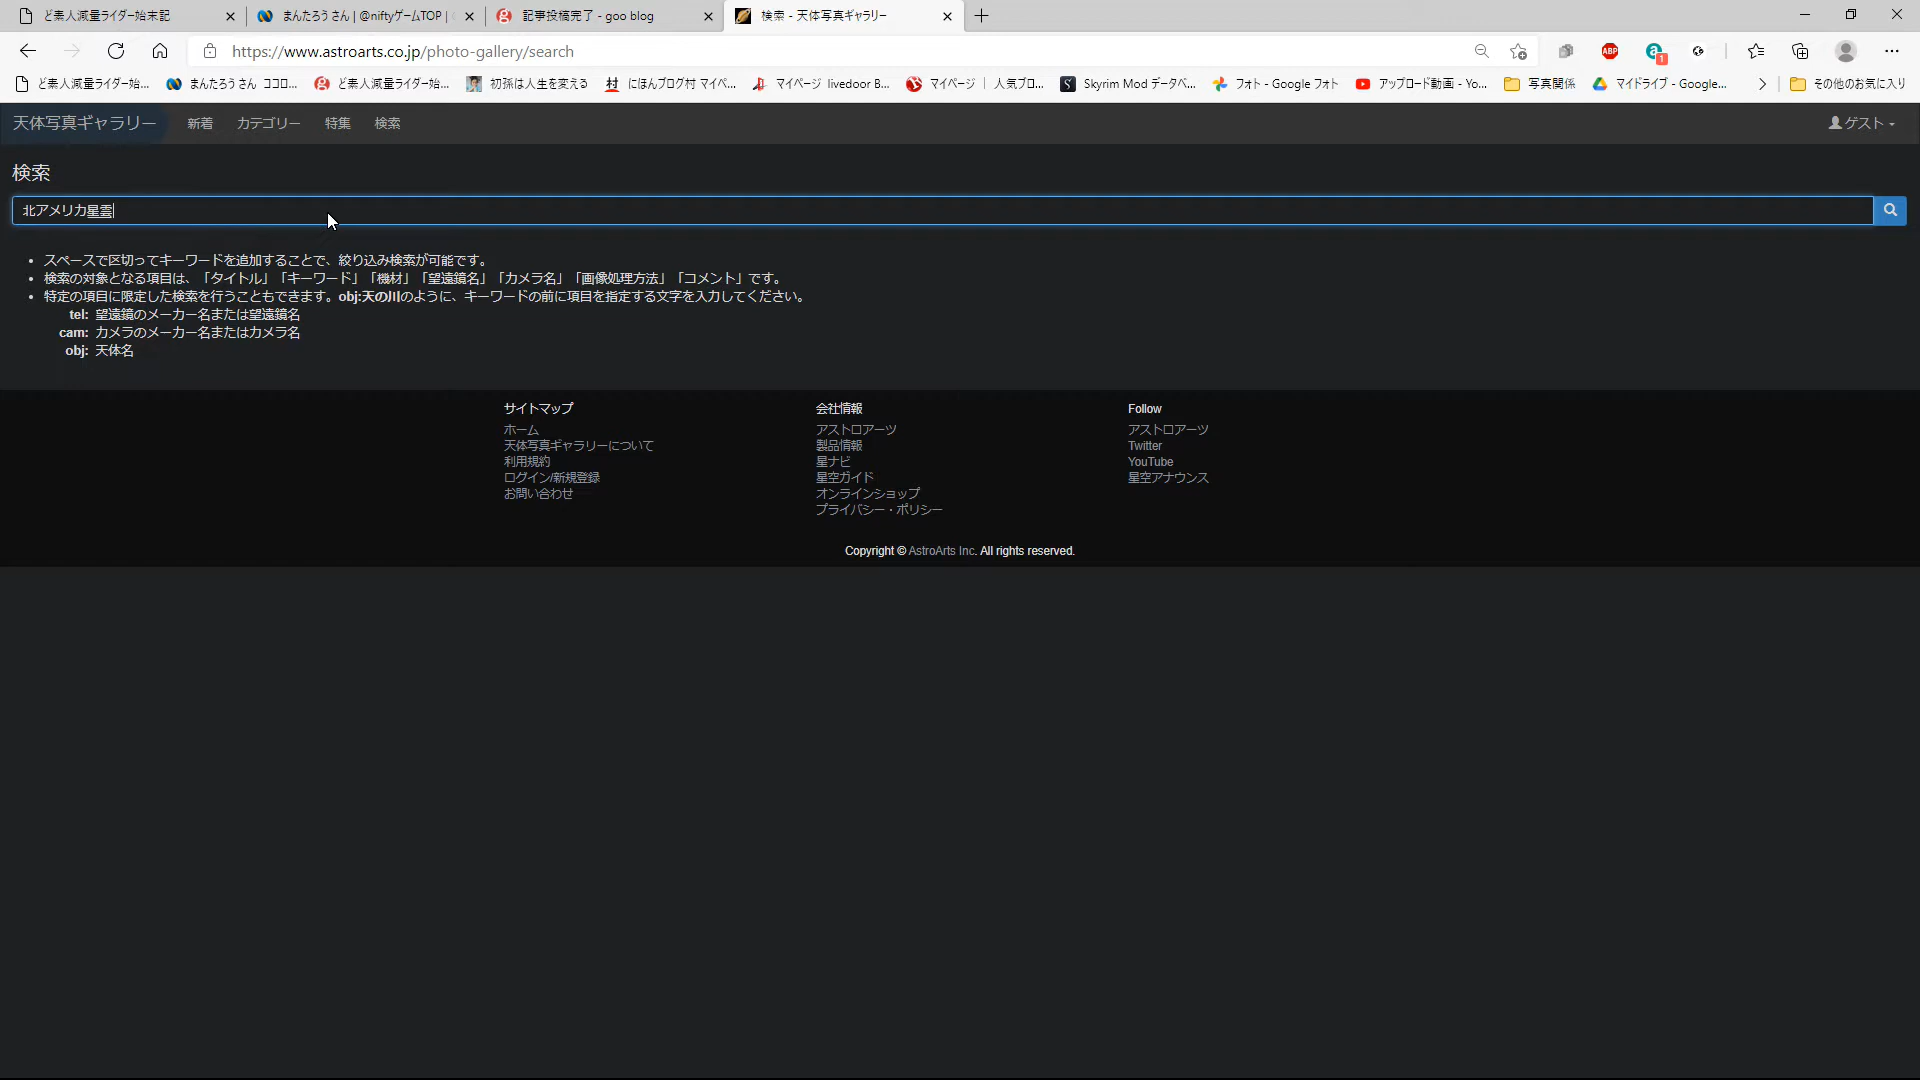 ど素人減量ライダー始末記
まんたろうさん | @niftyゲームTOP |
記事投稿完了 - goo blog
検索 - 天体写真ギャラリー
https://www.astroarts.co.jp/photo-gallery/search
ABP
a
1
ど素人減量ライダー始...
まんたろうさん ココロ...
ど素人減量ライダー始...
初孫は人生を変える
村 にほんブログ村 マイペ...
マイページ livedoor B...
マイページ | 人気ブロ...
Skyrim Mod データベ...
フォト - Google フォト
アップロード動画 - Yo...
写真関係
マイドライブ - Google...
その他のお気に入り
天体写真ギャラリー
新着
カテゴリー
特集
検索
ゲスト
検索
北アメリカ星雲
• スペースで区切ってキーワードを追加することで、絞り込み検索が可能です。
• 検索の対象となる項目は、「タイトル」「キーワード」「機材」「望遠鏡名」「カメラ名」「画像処理方法」「コメント」です。
• 特定の項目に限定した検索を行うこともできます。obj:天の川のように、キーワードの前に項目を指定する文字を入力してください。
tel: 望遠鏡のメーカー名または望遠鏡名
cam: カメラのメーカー名またはカメラ名
obj: 天体名
サイトマップ
ホーム
天体写真ギャラリーについて
利用規約
ログイン/新規登録
お問い合わせ
会社情報
アストロアーツ
製品情報
星ナビ
星空ガイド
オンラインショップ
プライバシー・ポリシー
Follow
アストロアーツ
Twitter
YouTube
星空アナウンス
Copyright © AstroArts Inc. All rights reserved.